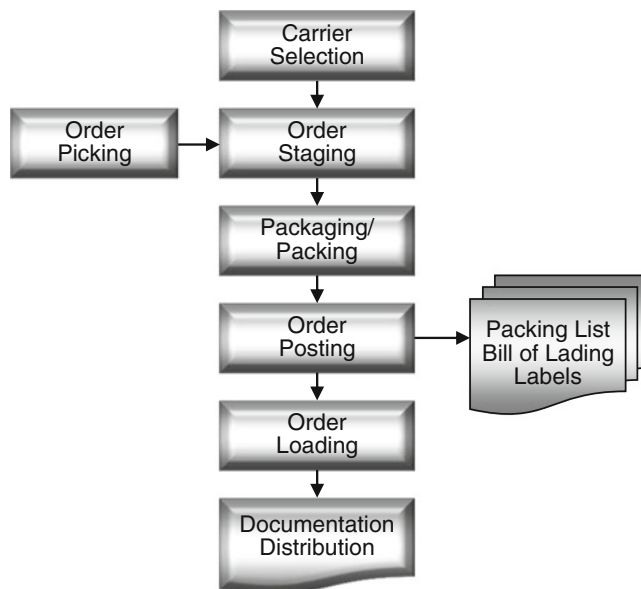 Carrier
Selection
Order
Picking
Order
Staging
Packaging/
Packing
Order
Posting
Packing List
Bill of Lading
Labels
Order
Loading
Documentation
Distribution